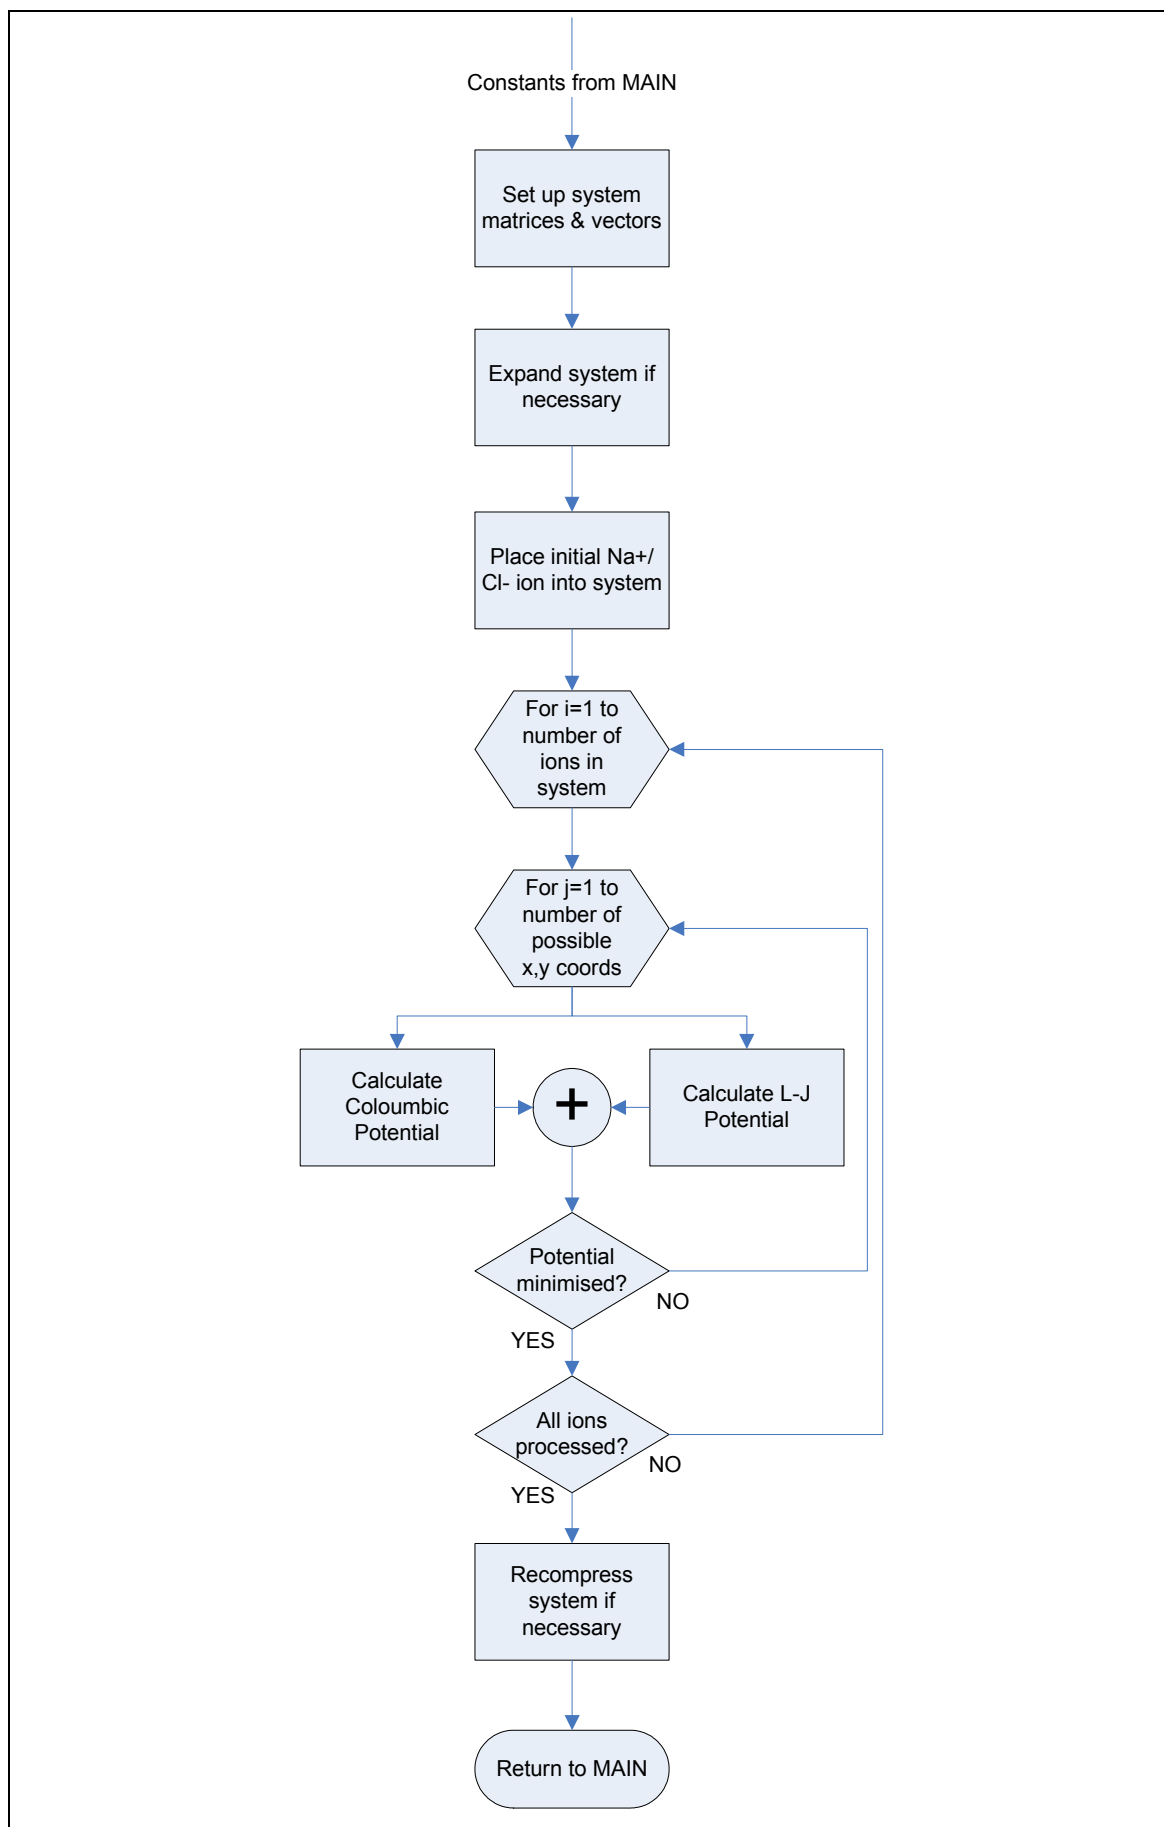 Constants from MAIN
Set up system
matrices & vectors
Expand system if
necessary
Place initial Na+/
Cl- ion into system
For i=1 to
number of
ions in
system
For j=1 to
number of
possible
x,y coords
Calculate
Coloumbic
Potential
+
Calculate L-J
Potential
Potential
minimised?
NO
YES
All ions
processed?
NO
YES
Recompress
system if
necessary
Return to MAIN